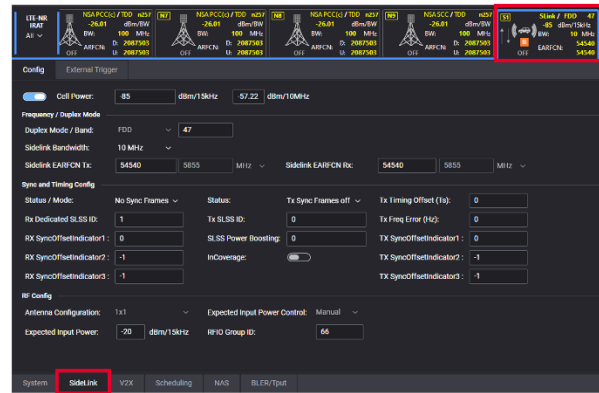 LTE-NR IRAT All
NSA PCC(c) / TDD n257
-26.01 dBm/BW
BW: 100 MHz
ARFCN: D: 2087503
OFF U: 2087503
N7 NSA PCC(c) / TDD n257
-26.01 dBm/BW
BW: 100 MHz
ARFCN: D: 2087503
OFF U: 2087503
N8 NSA PCC(c) / TDD n257
-26.01 dBm/BW
BW: 100 MHz
ARFCN: D: 2087503
OFF U: 2087503
N9 NSA SCC / TDD n257
-26.01 dBm/BW
BW: 100 MHz
ARFCN: D: 2087503
OFF U: 2087503
S1 SLink / FDD 47
-85 dBm/15kHz
BW: 10 MHz
EARFCN: 54540
OFF 54540
Config External Trigger
Cell Power: -85 dBm/15kHz -57.22 dBm/10MHz
Frequency / Duplex Mode
Duplex Mode / Band: FDD 47
Sidelink Bandwidth: 10 MHz
Sidelink EARFCN Tx: 54540 5855 MHz Sidelink EARFCN Rx: 54540 5855 MHz
Sync and Timing Config
Status / Mode: No Sync Frames Status: Tx Sync Frames off Tx Timing Offset (Ts): 0
Rx Dedicated SLSS ID: 1 Tx SLSS ID: 0 Tx Freq Error (Hz): 0
RX SyncOffsetIndicator1 : 0 SLSS Power Boosting: 0 TX SyncOffsetIndicator1 : 0
RX SyncOffsetIndicator2 : -1 InCoverage: TX SyncOffsetIndicator2 : -1
RX SyncOffsetIndicator3 : -1 TX SyncOffsetIndicator3 : -1
RF Config
Antenna Configuration: 1x1 Expected Input Power Control: Manual
Expected Input Power: -20 dBm/15kHz RFIO Group ID: 66
System SideLink V2X Scheduling NAS BLER/Tput